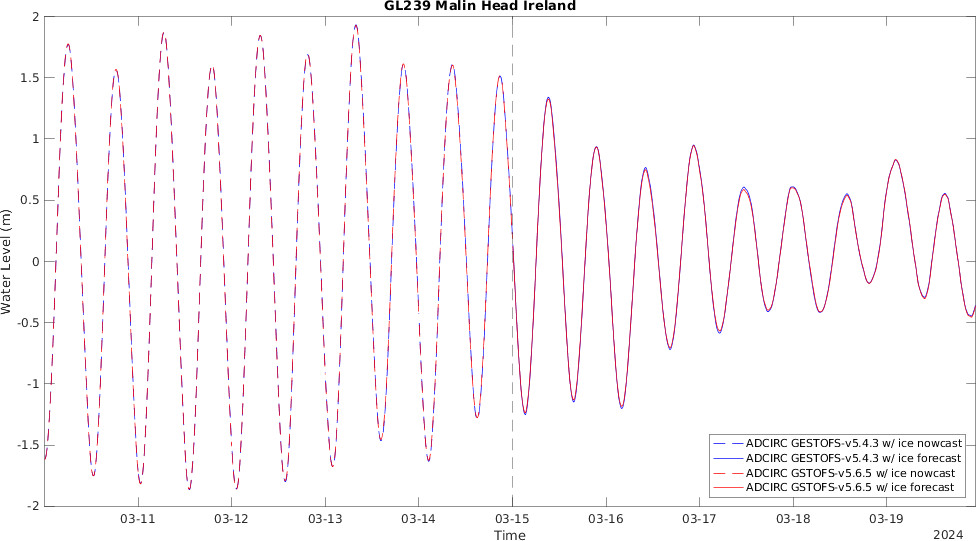 GL239 Malin Head Ireland
2
1.5
1
0.5
0
-0.5
-1
-1.5
-2
Water Level (m)
ADCIRC GESTOFS-v5.4.3 w/ ice nowcast
ADCIRC GESTOFS-v5.4.3 w/ ice forecast
ADCIRC GSTOFS-v5.6.5 w/ ice nowcast
ADCIRC GSTOFS-v5.6.5 w/ ice forecast
03-11 03-12 03-13 03-14 03-15 03-16 03-17 03-18 03-19
Time
2024